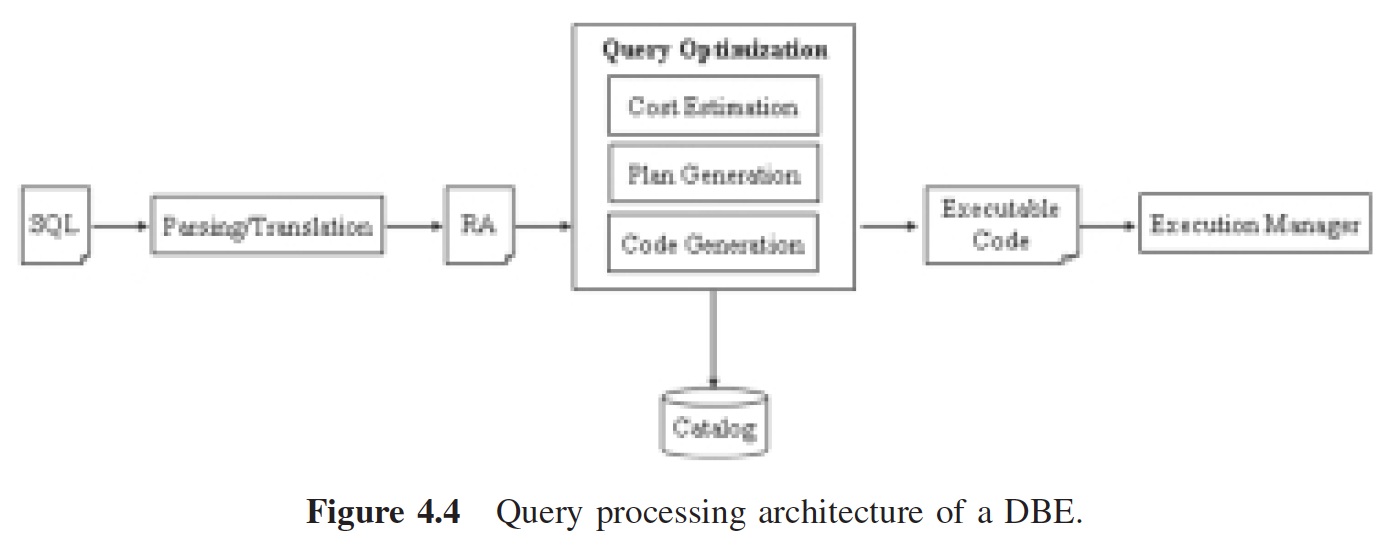 Query Optimization
Cost Estimation
Plan Generation
Code Generation
SQL
Parsing/Translation
RA
Executable
Code
Execution Manager
Catalog
Figure 4.4 Query processing architecture of a DBE.